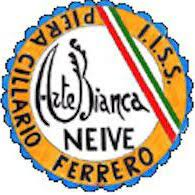 I.I.S.S.
PIERA CILLARIO
FERRERO
Arte Bianca
NEIVE